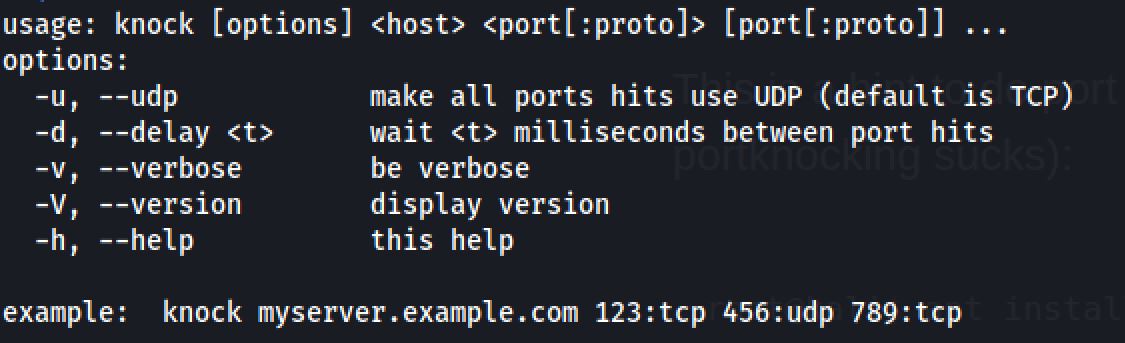 usage: knock [options] <host> <port[:proto]> [port[:proto]] ...
options:
  -u, --udp            make all ports hits use UDP (default is TCP)
  -d, --delay <t>      wait <t> milliseconds between port hits
  -v, --verbose        be verbose
  -V, --version        display version
  -h, --help           this help
portknocking sucks):

example:  knock myserver.example.com 123:tcp 456:udp 789:tcp